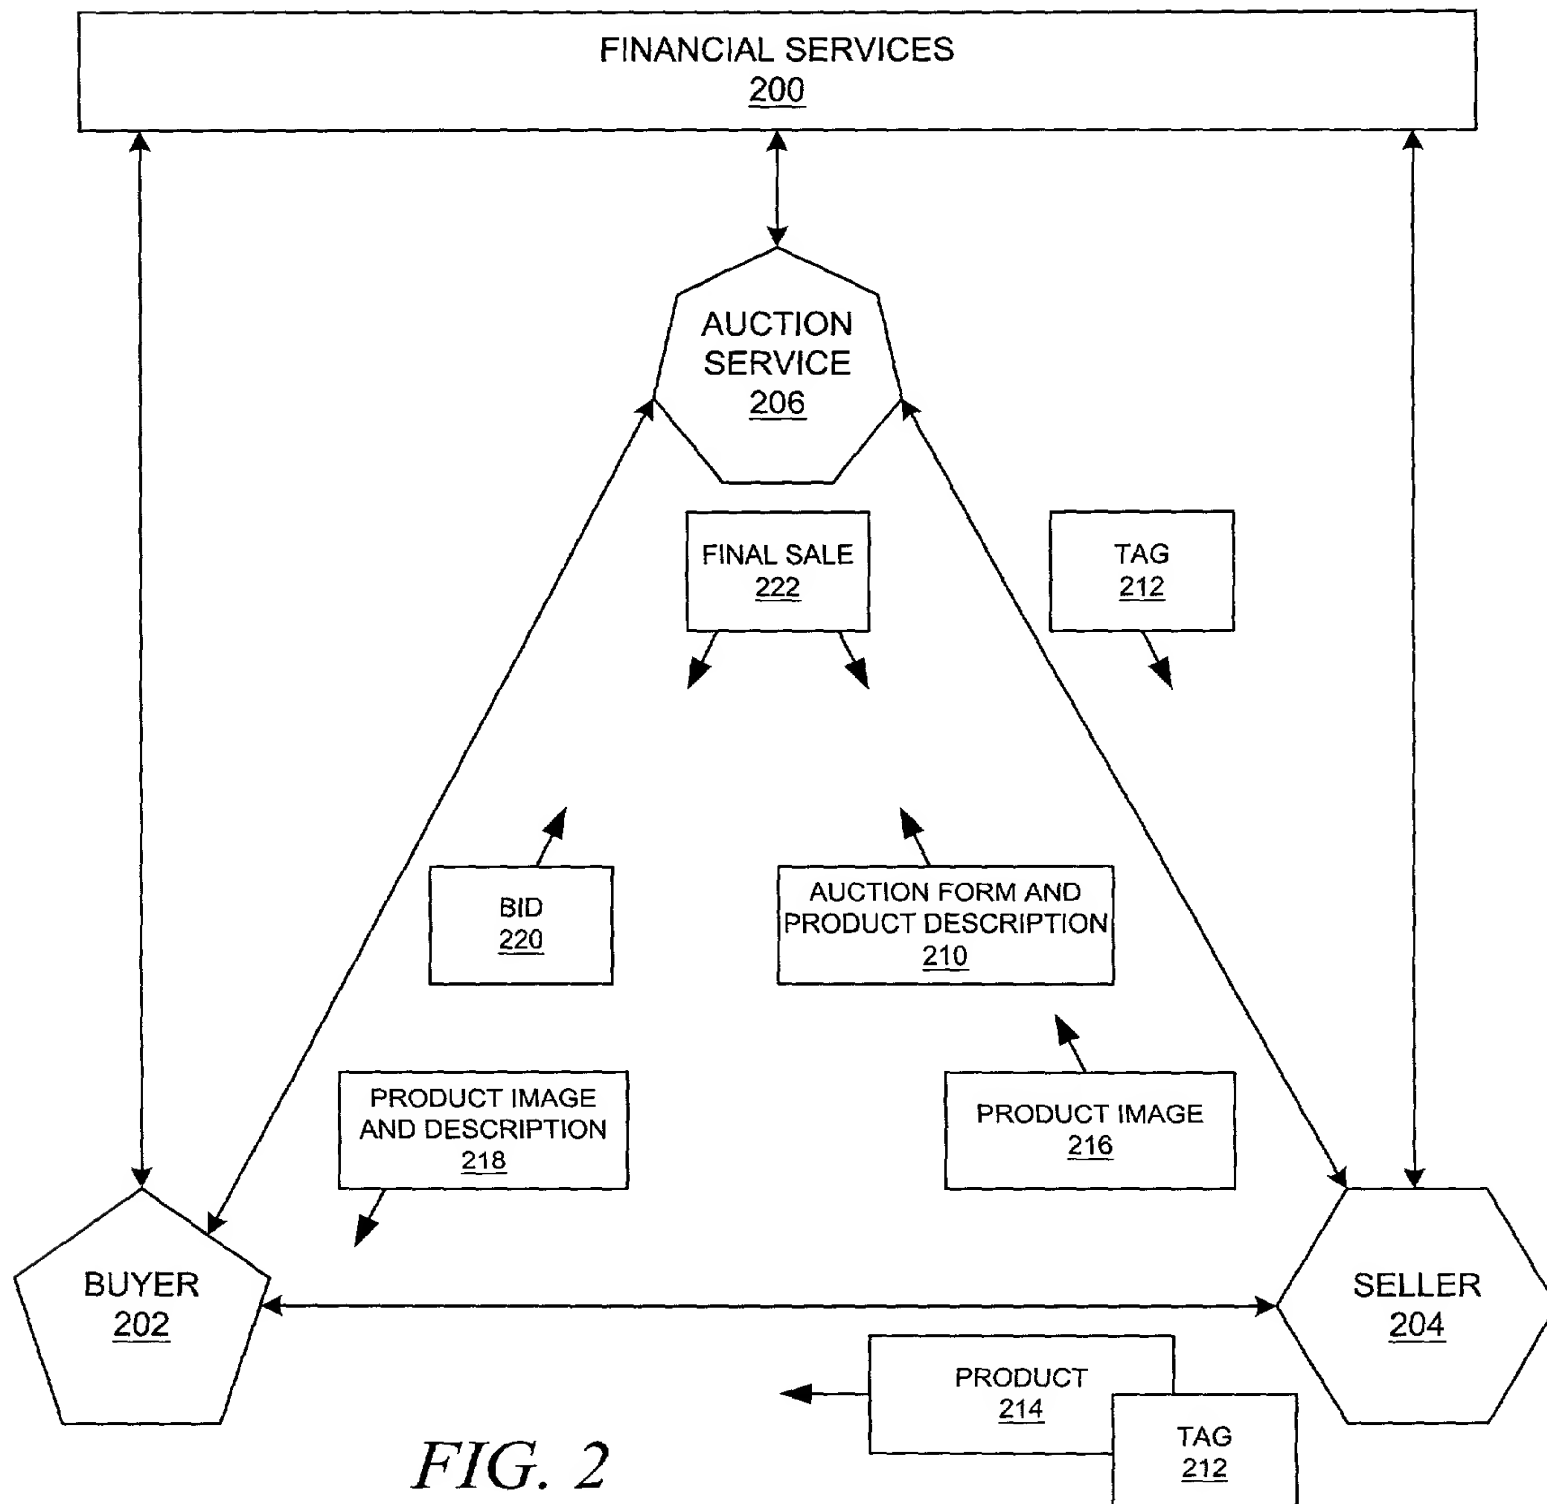 FINANCIAL SERVICES
200
AUCTION
SERVICE
206
FINAL SALE
222
TAG
212
BID
220
AUCTION FORM AND
PRODUCT DESCRIPTION
210
PRODUCT IMAGE
AND DESCRIPTION
218
PRODUCT IMAGE
216
BUYER
202
SELLER
204
PRODUCT
214
TAG
212
FIG. 2